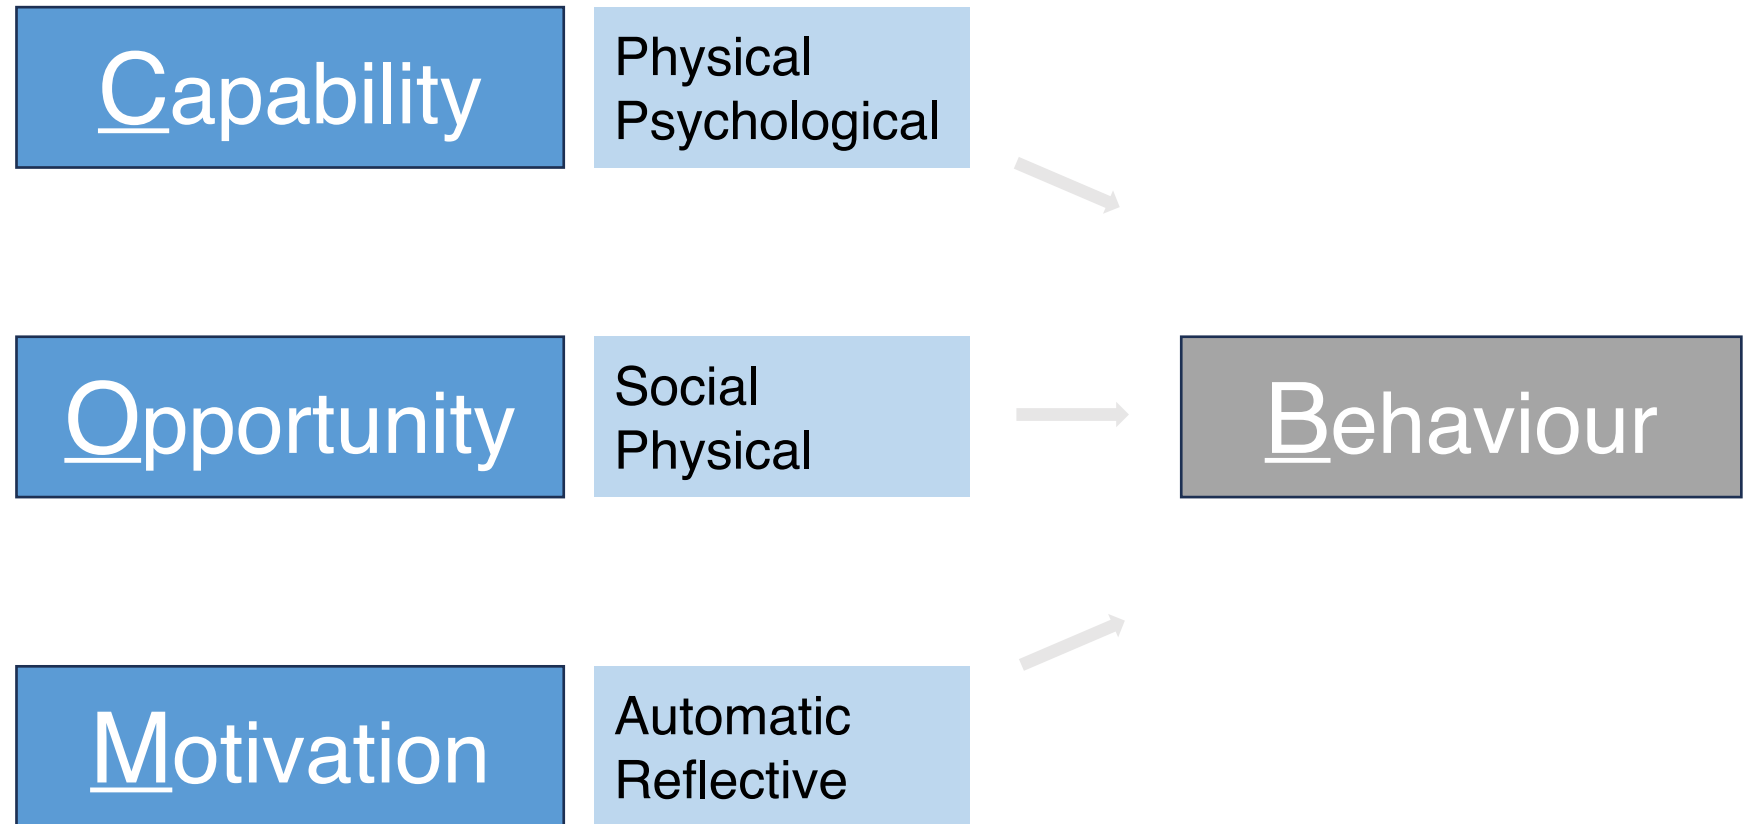 Capability
Physical
Psychological
Opportunity
Social
Physical
Behaviour
Motivation
Automatic
Reflective